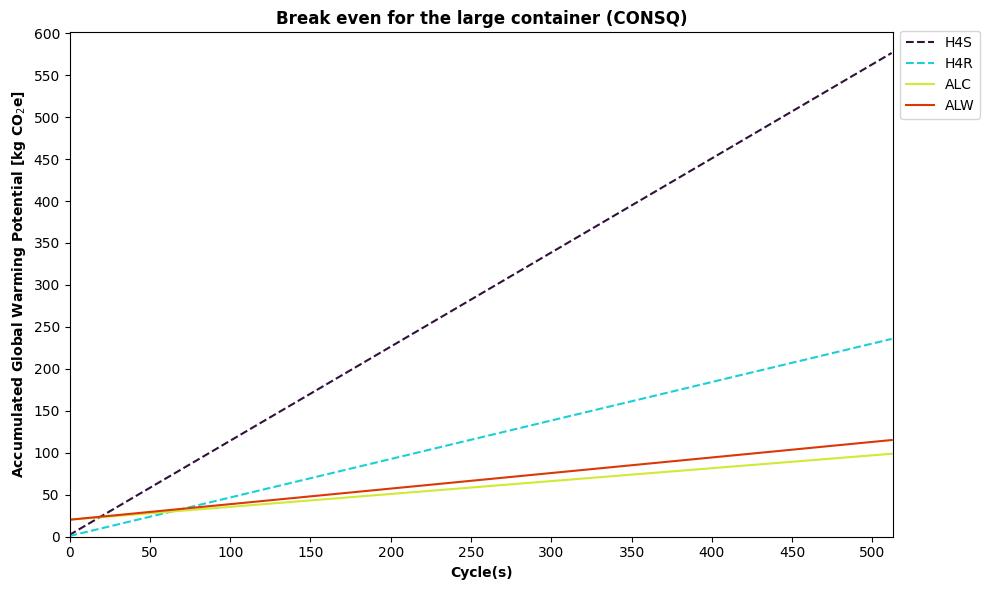 Break even for the large container (CONSQ)
H4S
H4R
ALC
ALW
Accumulated Global Warming Potential [kg CO₂e]
600
550
500
450
400
350
300
250
200
150
100
50
0
0 50 100 150 200 250 300 350 400 450 500
Cycle(s)